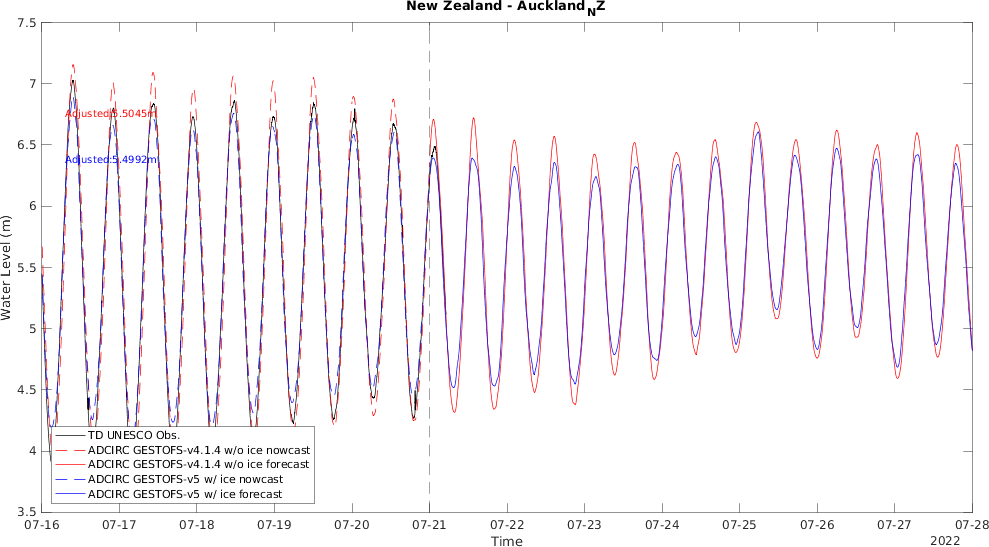 New Zealand - Auckland_NZ
7.5
7
6.5
6
5.5
5
4.5
4
3.5
Water Level (m)
Adjusted:5.5045m
Adjusted:5.4992m
TD UNESCO Obs.
ADCIRC GESTOFS-v4.1.4 w/o ice nowcast
ADCIRC GESTOFS-v4.1.4 w/o ice forecast
ADCIRC GESTOFS-v5 w/ ice nowcast
ADCIRC GESTOFS-v5 w/ ice forecast
07-16 07-17 07-18 07-19 07-20 07-21 07-22 07-23 07-24 07-25 07-26 07-27 07-28
Time
2022